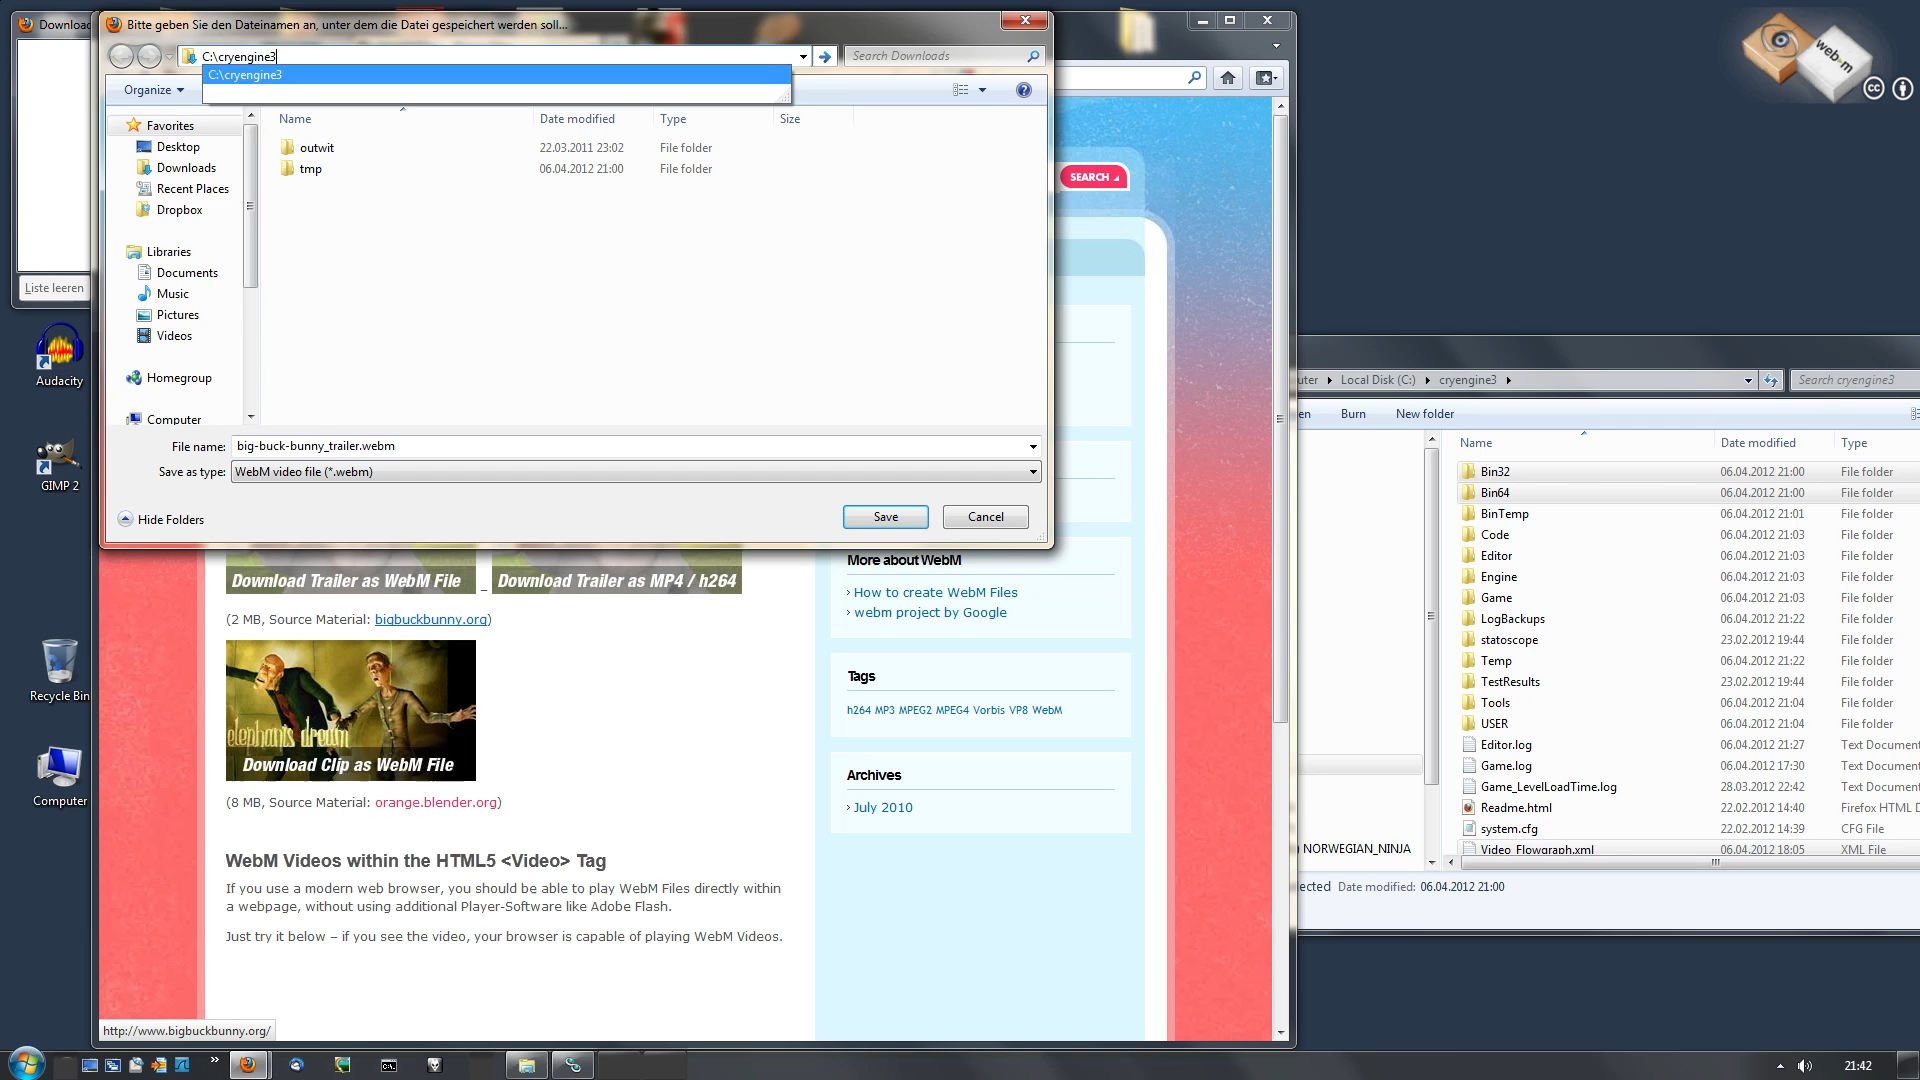 Download
Bitte geben Sie den Dateinamen an, unter dem die Datei gespeichert werden soll...
C:\cryengine3
Search Downloads
C:\cryengine3
Organize
Name
Date modified
Type
Size
Favorites
Desktop
Downloads
Recent Places
Dropbox
Libraries
Documents
Music
Pictures
Videos
Homegroup
Computer
outwit
22.03.2011 23:02
File folder
tmp
06.04.2012 21:00
File folder
File name:
big-buck-bunny_trailer.webm
Save as type:
WebM video file (*.webm)
Hide Folders
Save
Cancel
Liste leeren
Audacity
GIMP 2
Recycle Bin
Computer
SEARCH
web m
cc
Download Trailer as WebM File
_
Download Trailer as MP4 / h264
(2 MB, Source Material: bigbuckbunny.org)
elephants dream
Download Clip as WebM File
(8 MB, Source Material: orange.blender.org)
WebM Videos within the HTML5 <Video> Tag
If you use a modern web browser, you should be able to play WebM Files directly within
a webpage, without using additional Player-Software like Adobe Flash.
Just try it below – if you see the video, your browser is capable of playing WebM Videos.
More about WebM
› How to create WebM Files
› webm project by Google
Tags
h264 MP3 MPEG2 MPEG4 Vorbis VP8 WebM
Archives
› July 2010
http://www.bigbuckbunny.org/
uter
Local Disk (C:)
cryengine3
Search cryengine3
en
Burn
New folder
Name
Date modified
Type
Bin32
06.04.2012 21:00
File folder
Bin64
06.04.2012 21:00
File folder
BinTemp
06.04.2012 21:01
File folder
Code
06.04.2012 21:03
File folder
Editor
06.04.2012 21:03
File folder
Engine
06.04.2012 21:03
File folder
Game
06.04.2012 21:03
File folder
LogBackups
06.04.2012 21:22
File folder
statoscope
23.02.2012 19:44
File folder
Temp
06.04.2012 21:22
File folder
TestResults
23.02.2012 19:44
File folder
Tools
06.04.2012 21:04
File folder
USER
06.04.2012 21:04
File folder
Editor.log
06.04.2012 21:27
Text Document
Game.log
06.04.2012 17:30
Text Document
Game_LevelLoadTime.log
28.03.2012 22:42
Text Document
Readme.html
22.02.2012 14:40
Firefox HTML D
system.cfg
22.02.2012 14:39
CFG File
Video_Flowgraph.xml
06.04.2012 18:05
XML File
) NORWEGIAN_NINJA
ected
Date modified: 06.04.2012 21:00
21:42